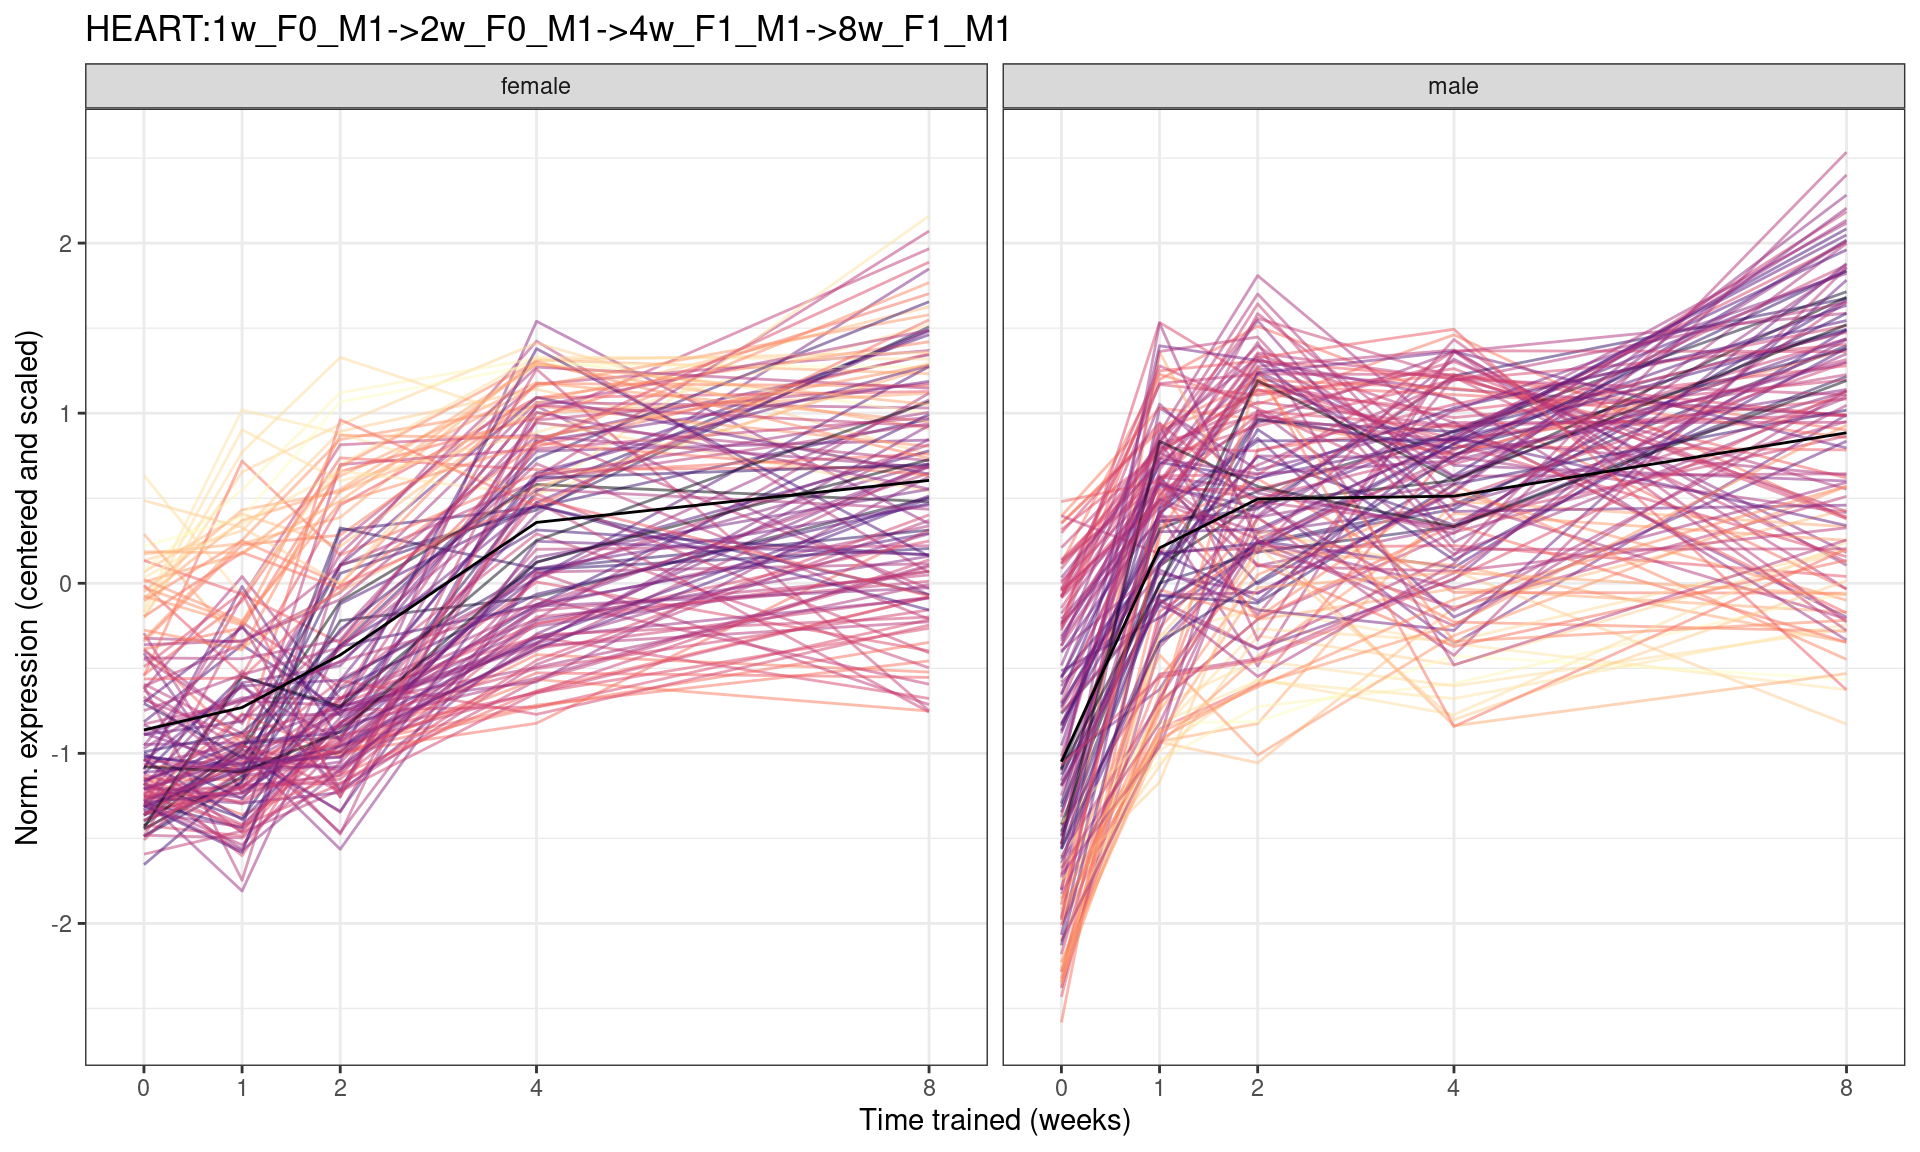 HEART:1w_F0_M1->2w_F0_M1->4w_F1_M1->8w_F1_M1
female
male
Norm. expression (centered and scaled)
2
1
0
-1
-2
0 1 2 4 8
0 1 2 4 8
Time trained (weeks)